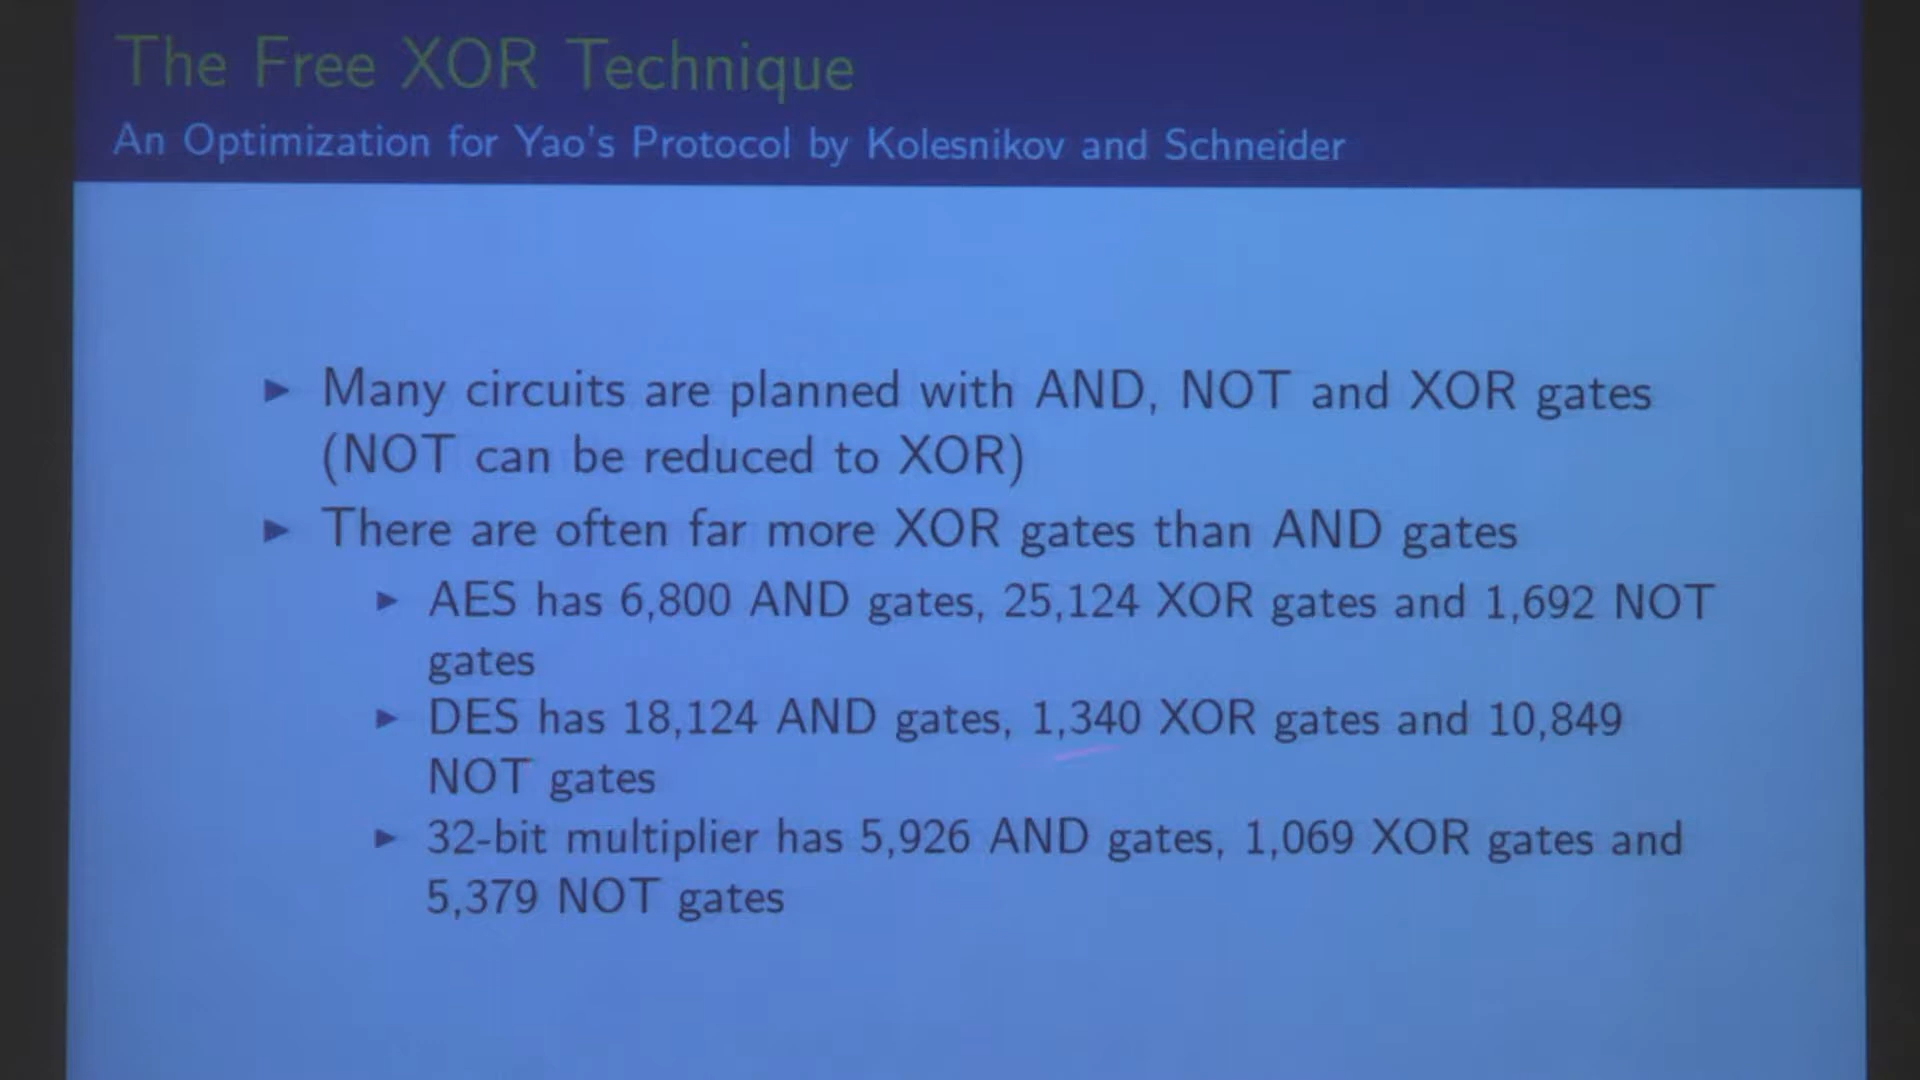 The Free XOR Technique
An Optimization for Yao's Protocol by Kolesnikov and Schneider
Many circuits are planned with AND, NOT and XOR gates
(NOT can be reduced to XOR)
There are often far more XOR gates than AND gates
AES has 6,800 AND gates, 25,124 XOR gates and 1,692 NOT
gates
DES has 18,124 AND gates, 1,340 XOR gates and 10,849
NOT gates
32-bit multiplier has 5,926 AND gates, 1,069 XOR gates and
5,379 NOT gates